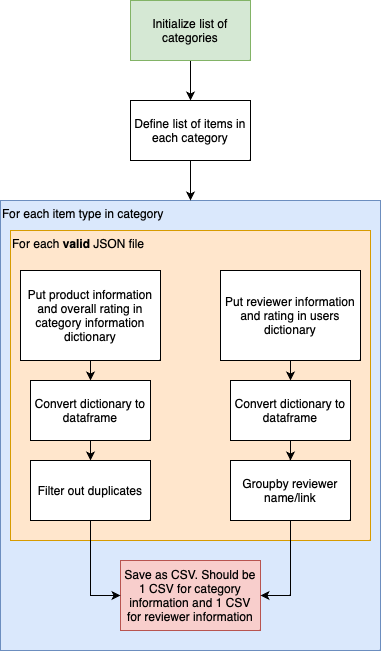 Initialize list of
categories
Define list of items in
each category
For each item type in category
For each valid JSON file
Put product information
and overall rating in
category information
dictionary
Put reviewer information
and rating in users
dictionary
Convert dictionary to
dataframe
Convert dictionary to
dataframe
Filter out duplicates
Groupby reviewer
name/link
Save as CSV. Should be
1 CSV for category
information and 1 CSV
for reviewer information